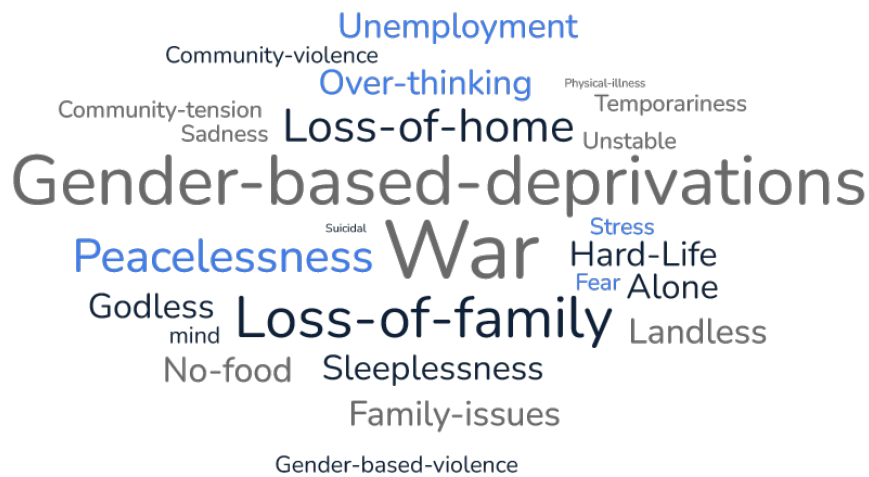 Unemployment
Community-violence
Over-thinking
Physical-illness
Community-tension
Temporariness
Sadness
Loss-of-home
Unstable
Gender-based-deprivations
Suicidal
War
Stress
Peacelessness
Hard-Life
Fear
Alone
Godless
Loss-of-family
mind
Landless
No-food
Sleeplessness
Family-issues
Gender-based-violence